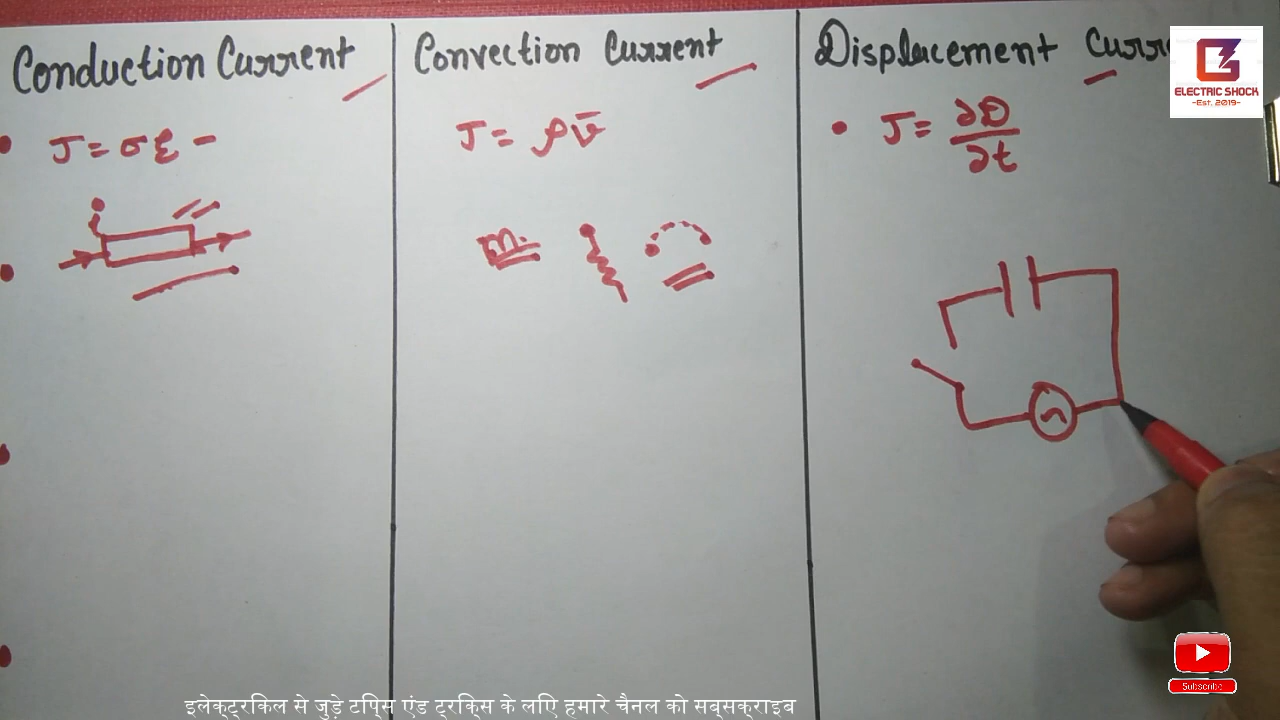 Conduction Current
J = σE
Convection Current
J = ρv̄
Displacement
J = ∂D/∂t
ELECTRIC SHOCK
-Est. 2019-
Subscribe
इलेक्ट्रिकल से जुड़े टिप्स एंड ट्रिक्स के लिए हमारे चैनल को सब्सक्राइब